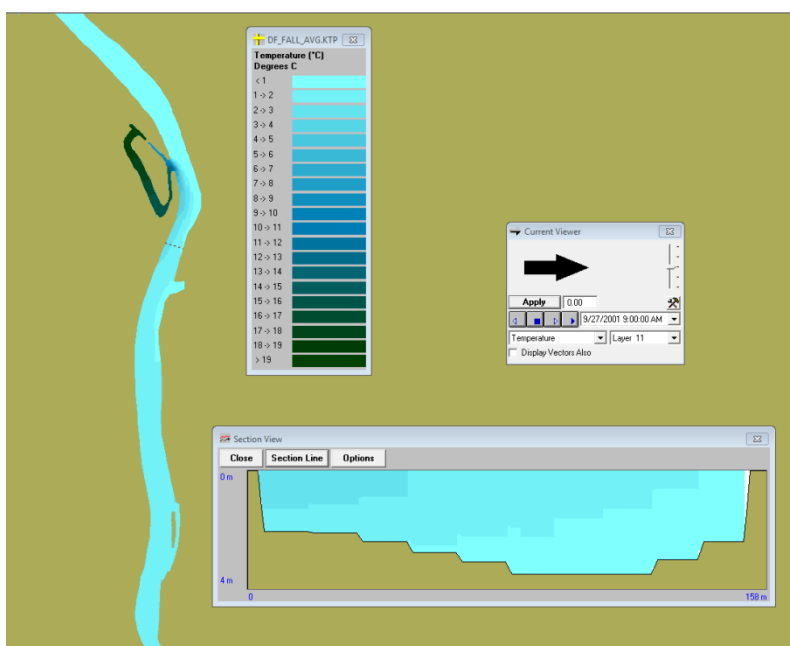 DF_FALL_AVG.KTP
Temperature (°C)
Degrees C
< 1
1 -> 2
2 -> 3
3 -> 4
4 -> 5
5 -> 6
6 -> 7
7 -> 8
8 -> 9
9 -> 10
10 -> 11
11 -> 12
12 -> 13
13 -> 14
14 -> 15
15 -> 16
16 -> 17
17 -> 18
18 -> 19
> 19
Current Viewer
Apply 0.00
9/27/2001 9:00:00 AM
Temperature Layer 11
Display Vectors Also
Section View
Close Section Line Options
0 m
4 m
0 158 m